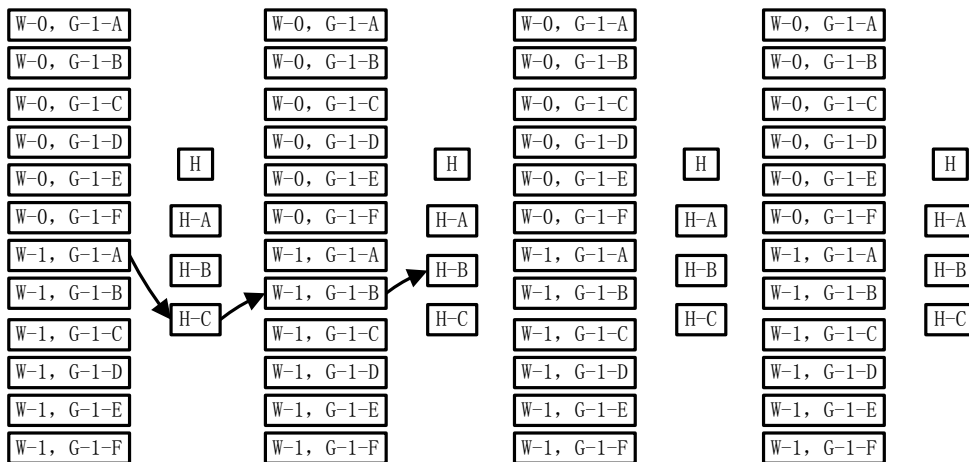 W-0, G-1-A W-0, G-1-A W-0, G-1-A W-0, G-1-A
W-0, G-1-B W-0, G-1-B W-0, G-1-B W-0, G-1-B
W-0, G-1-C W-0, G-1-C W-0, G-1-C W-0, G-1-C
W-0, G-1-D W-0, G-1-D W-0, G-1-D W-0, G-1-D
H H H H
W-0, G-1-E W-0, G-1-E W-0, G-1-E W-0, G-1-E
W-0, G-1-F H-A W-0, G-1-F H-A W-0, G-1-F H-A W-0, G-1-F H-A
W-1, G-1-A W-1, G-1-A W-1, G-1-A W-1, G-1-A
H-B H-B H-B H-B
W-1, G-1-B W-1, G-1-B W-1, G-1-B W-1, G-1-B
H-C H-C H-C H-C
W-1, G-1-C W-1, G-1-C W-1, G-1-C W-1, G-1-C
W-1, G-1-D W-1, G-1-D W-1, G-1-D W-1, G-1-D
W-1, G-1-E W-1, G-1-E W-1, G-1-E W-1, G-1-E
W-1, G-1-F W-1, G-1-F W-1, G-1-F W-1, G-1-F